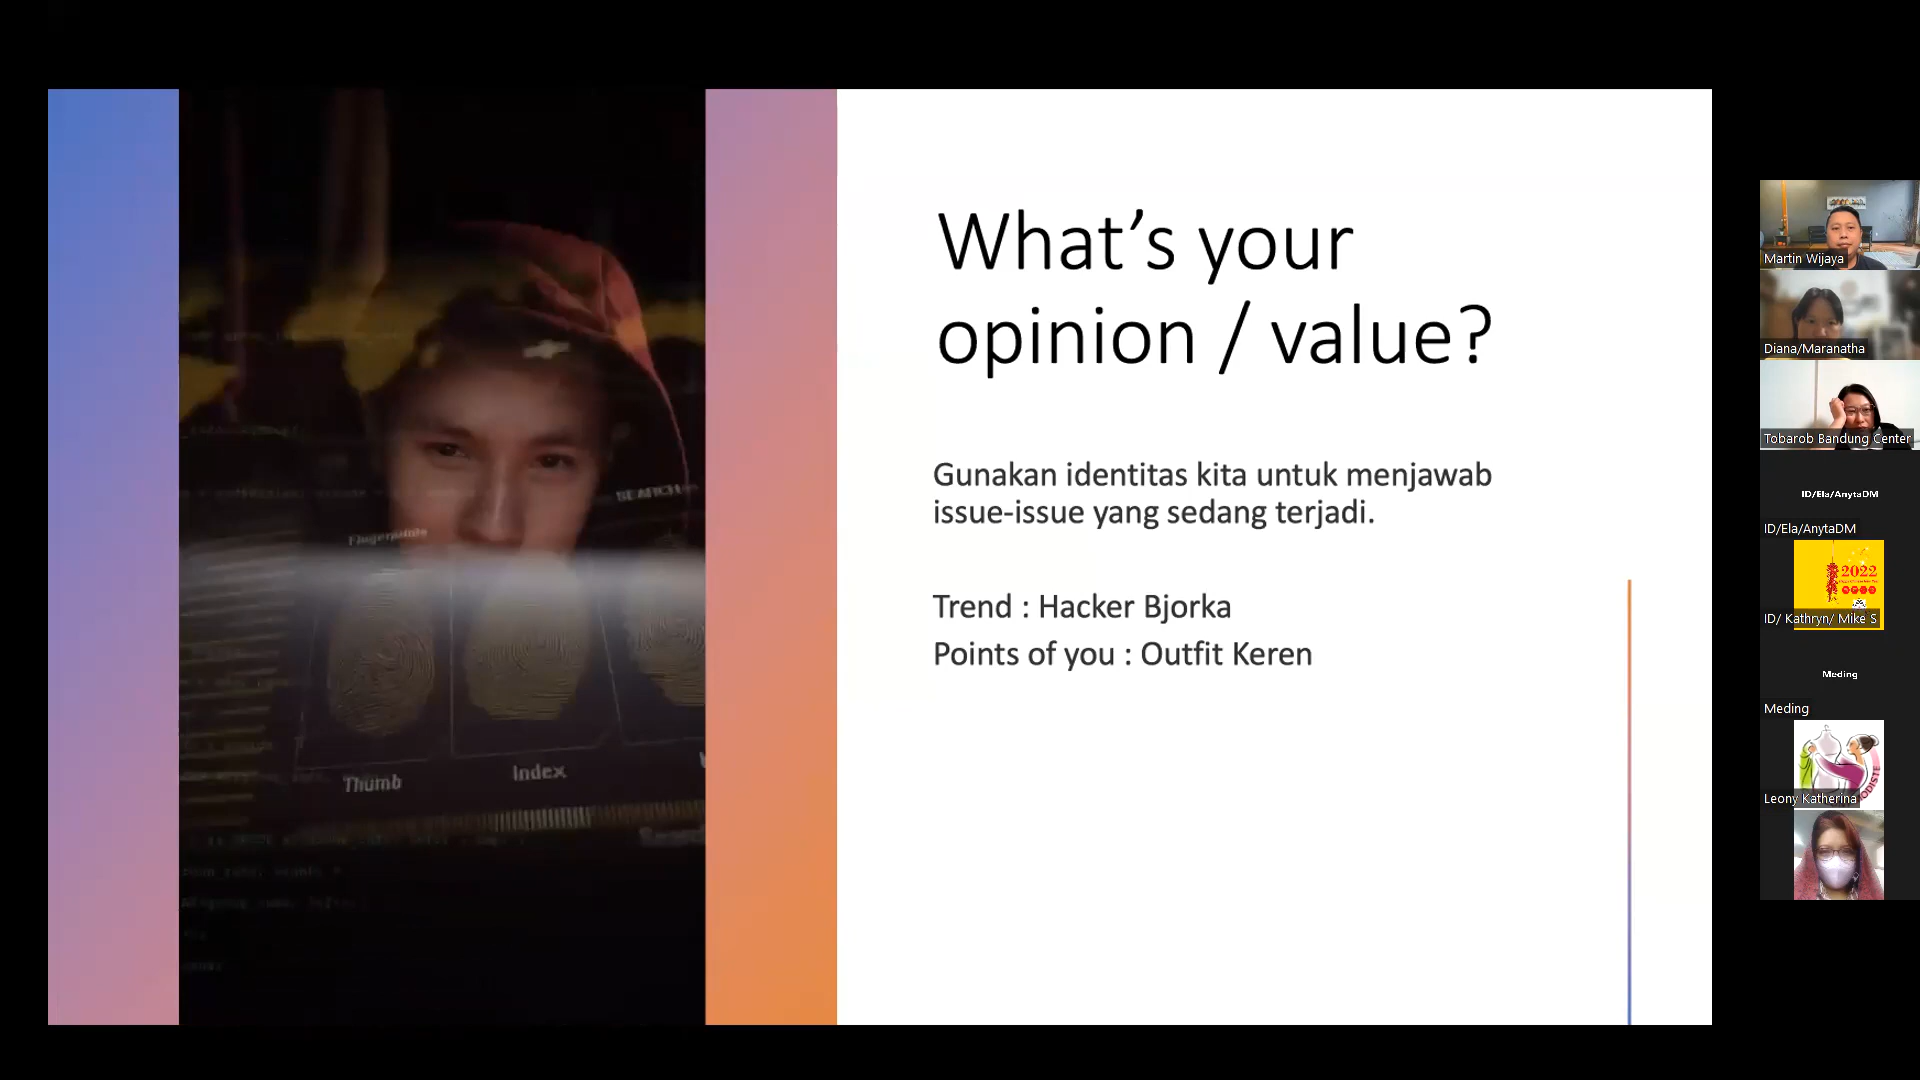 What's your
opinion / value?
Gunakan identitas kita untuk menjawab
issue-issue yang sedang terjadi.
Trend : Hacker Bjorka
Points of you : Outfit Keren
SEARCH
Fingerprints
Thumb
Index
Martin Wijaya
Diana/Maranatha
Tobarob Bandung Center
ID/Ela/AnytaDM
ID/Ela/AnytaDM
2022
ID/ Kathryn/ Mike S
Meding
Meding
Leony Katherina